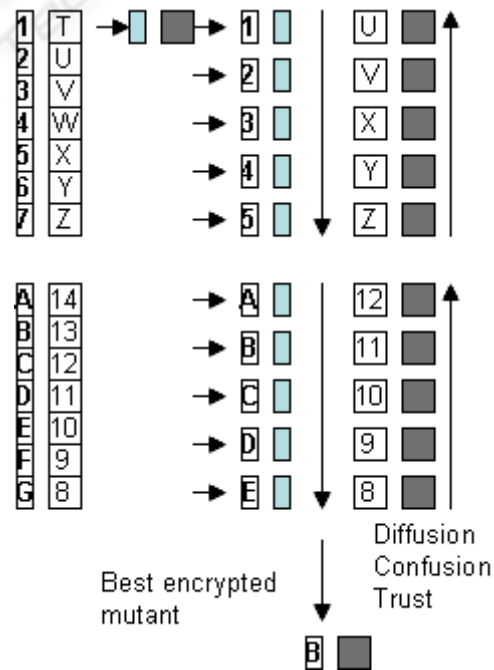 1 T 1 U
2 U 2 V
3 V 3 X
4 W 4 Y
5 X 5 Z
6 Y
7 Z
A 14 A 12
B 13 B 11
C 12 C 10
D 11 D 9
E 10 E 8
F 9
G 8
Diffusion
Confusion
Trust
Best encrypted
mutant
B